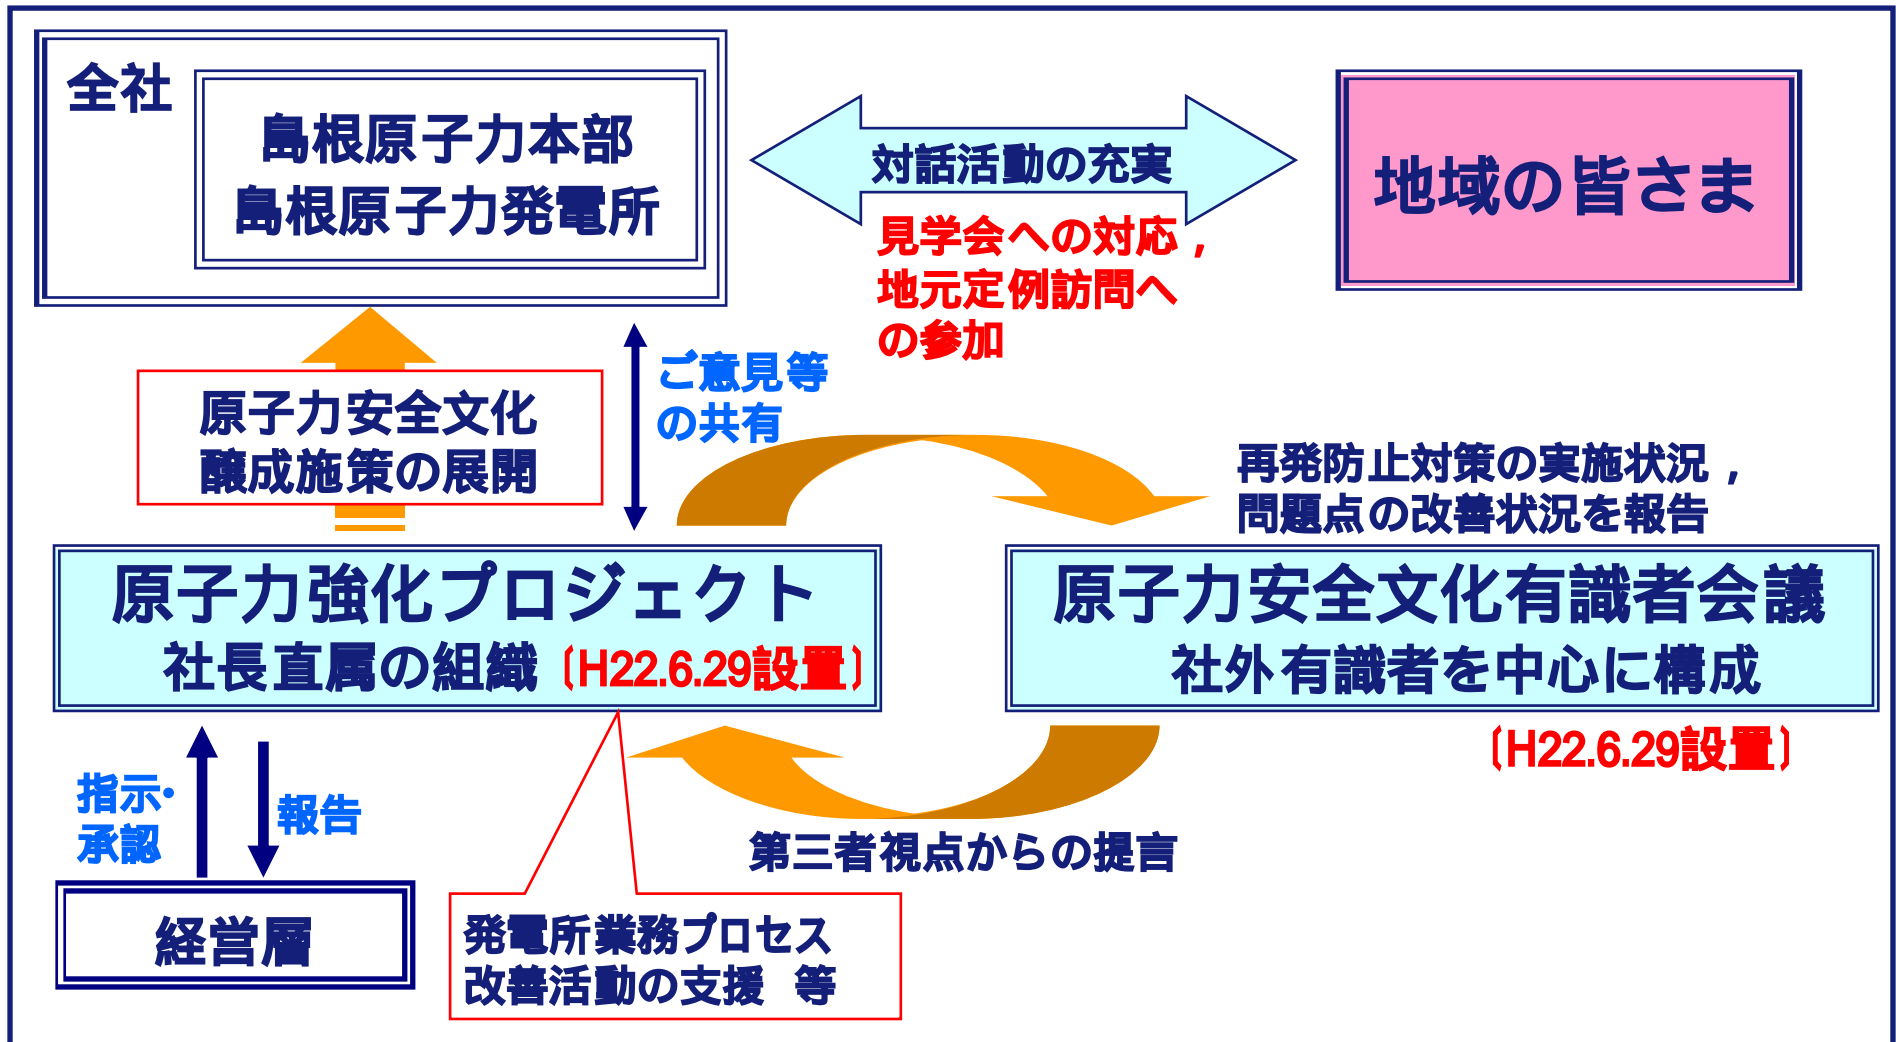 全社
島根原子力本部
島根原子力発電所
対話活動の充実
地域の皆さま
見学会への対応，
地元定例訪問へ
の参加
ご意見等
の共有
原子力安全文化
醸成施策の展開
再発防止対策の実施状況，
問題点の改善状況を報告
原子力強化プロジェクト
社長直属の組織〔H22.6.29設置〕
原子力安全文化有識者会議
社外有識者を中心に構成
〔H22.6.29設置〕
指示・
承認
報告
第三者視点からの提言
経営層
発電所業務プロセス
改善活動の支援　等